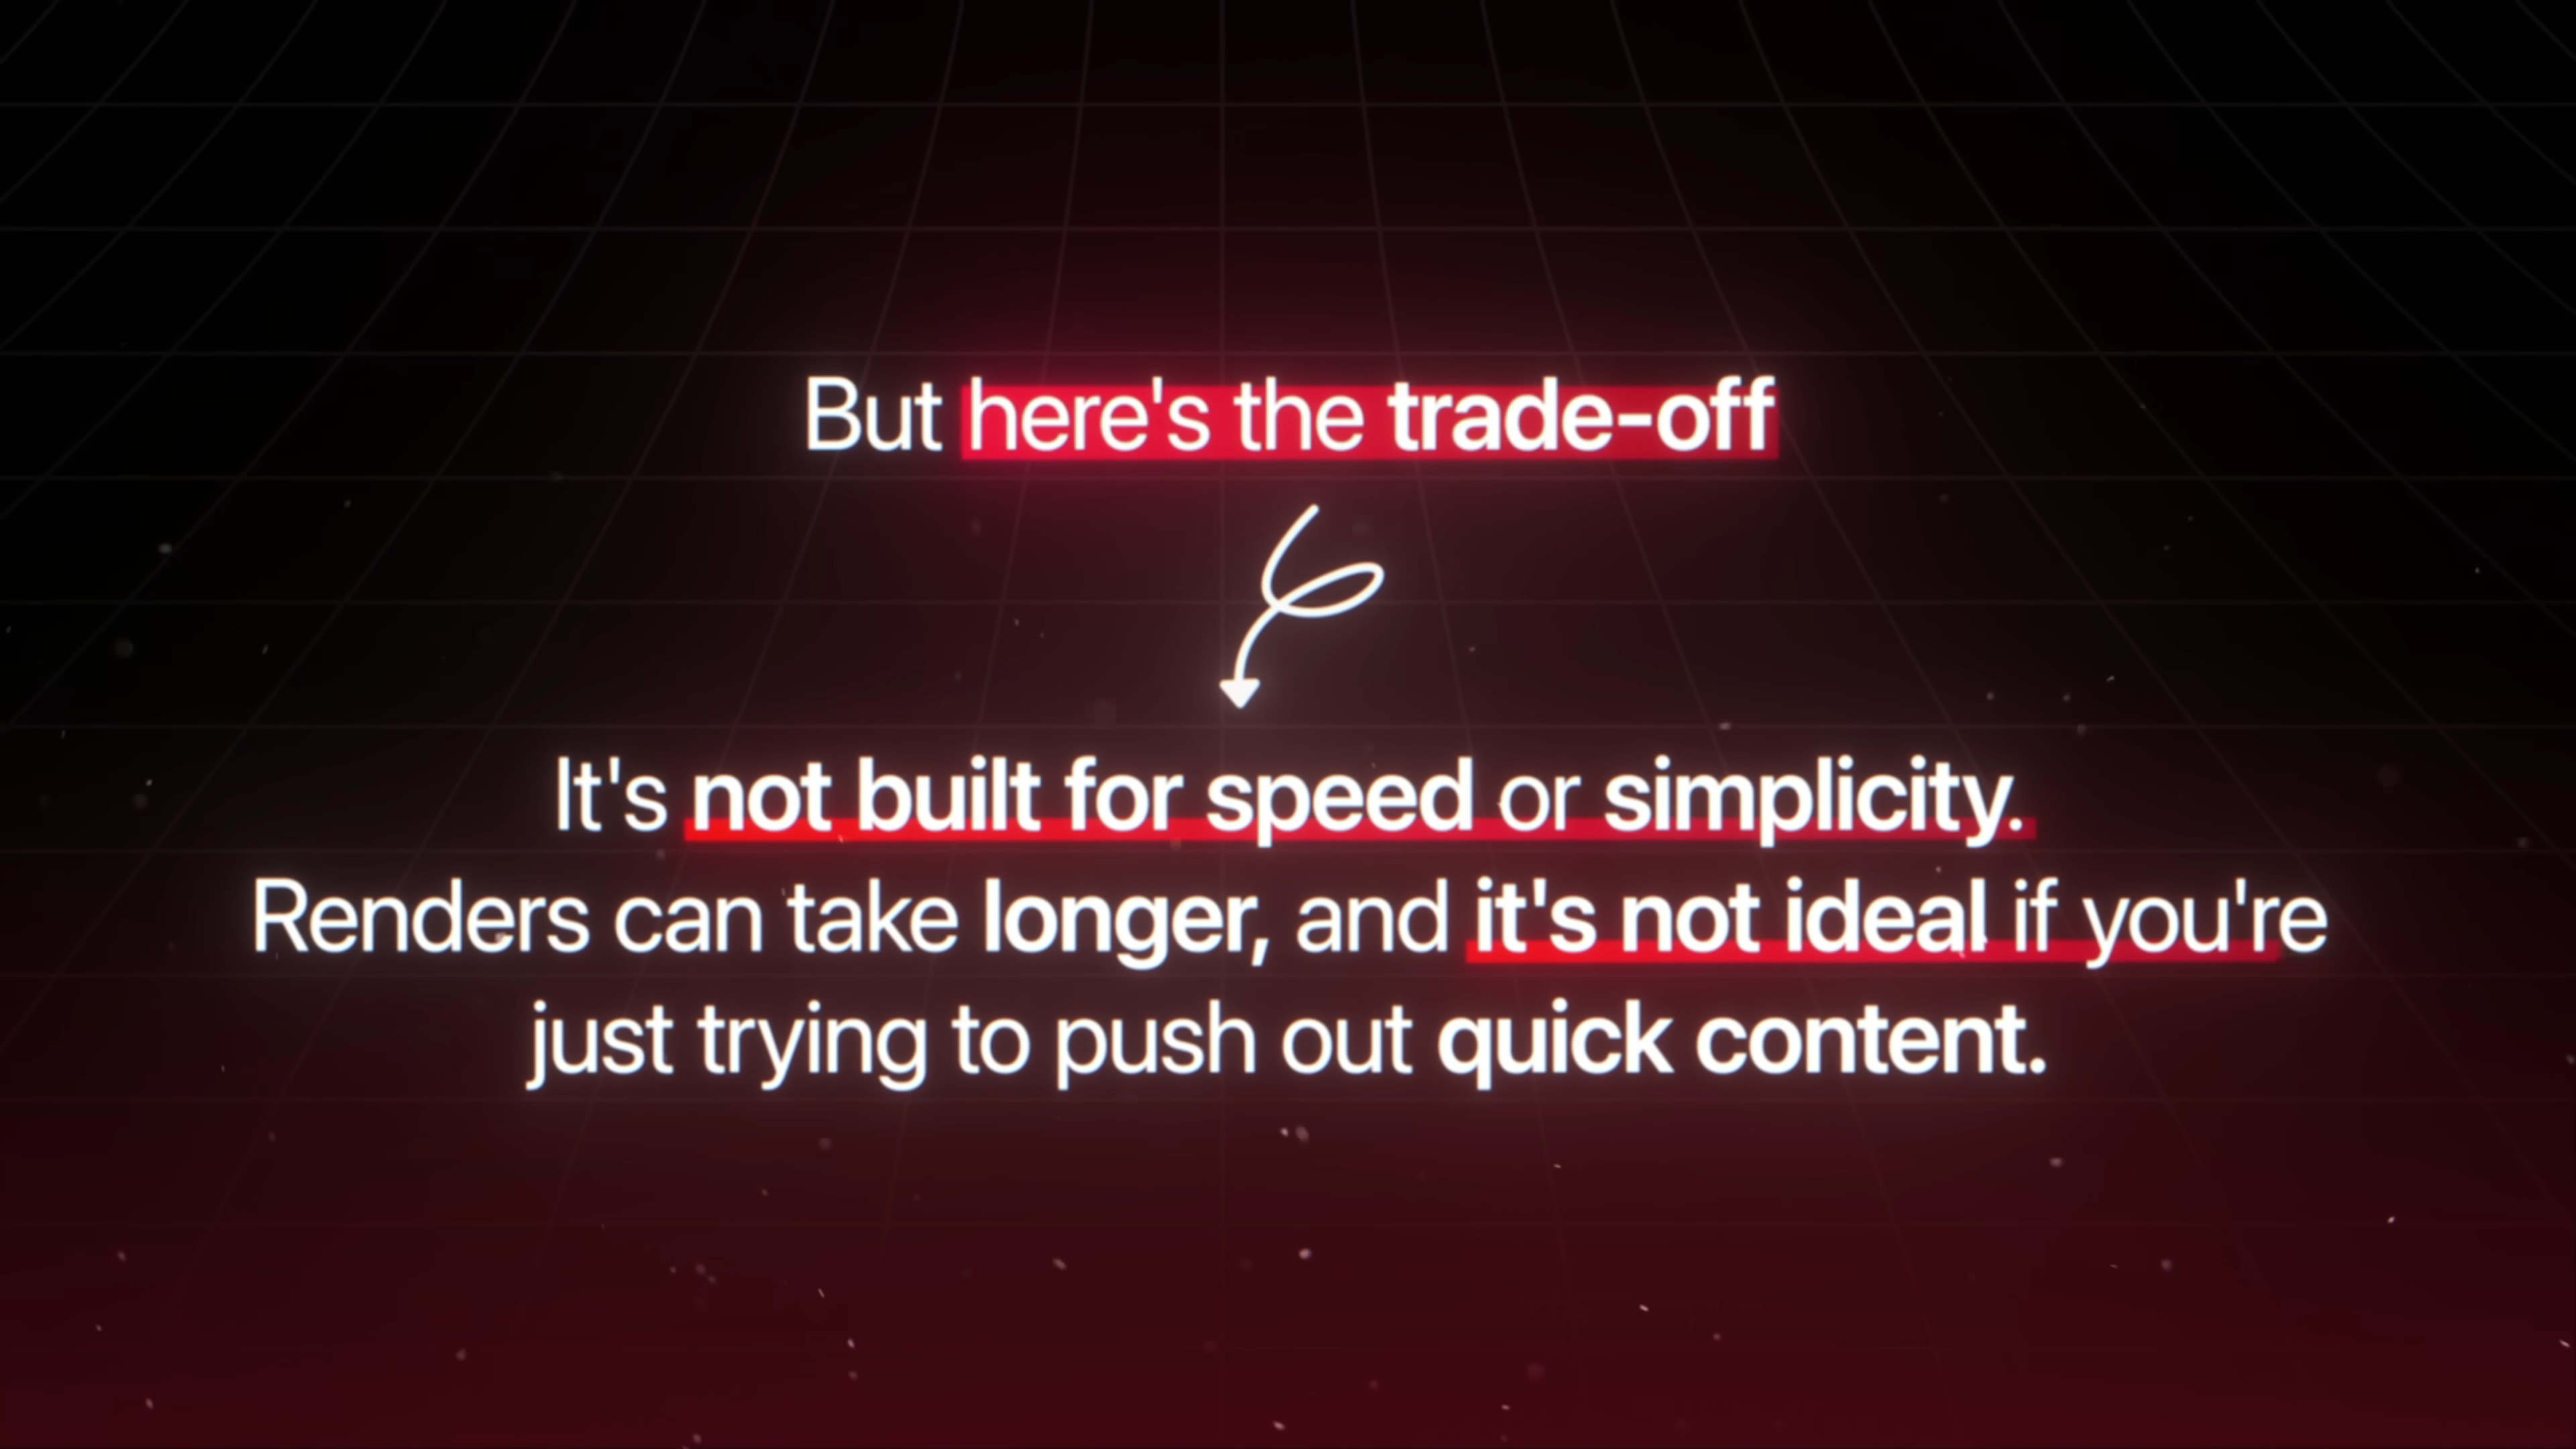 But here's the trade-off
It's not built for speed or simplicity.
Renders can take longer, and it's not ideal if you're
just trying to push out quick content.